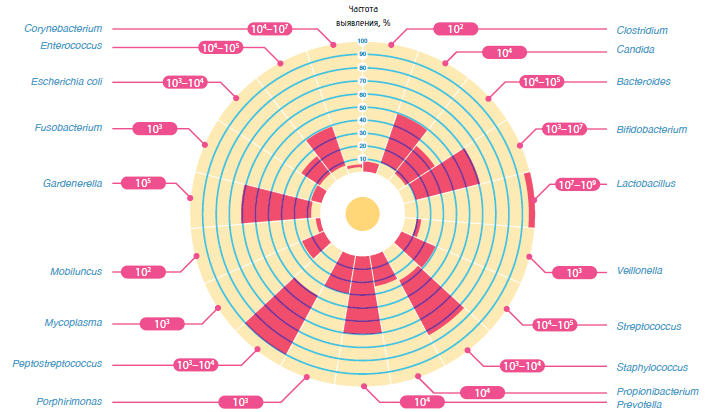 Частота
выявления, %
100
90
80
70
60
50
40
30
20
10
Corynebacterium 10⁴–10⁷
Enterococcus 10⁴–10⁵
Escherichia coli 10³–10⁴
Fusobacterium 10³
Gardenerella 10⁵
Mobiluncus 10²
Mycoplasma 10³
Peptostreptococcus 10³–10⁴
Porphirimonas 10³
10² Clostridium
10⁴ Candida
10⁴–10⁵ Bacteroides
10³–10⁷ Bifidobacterium
10⁷–10⁹ Lactobacillus
10³ Veillonella
10⁴–10⁵ Streptococcus
10³–10⁴ Staphylococcus
10⁴ Propionibacterium
10⁴ Prevotella